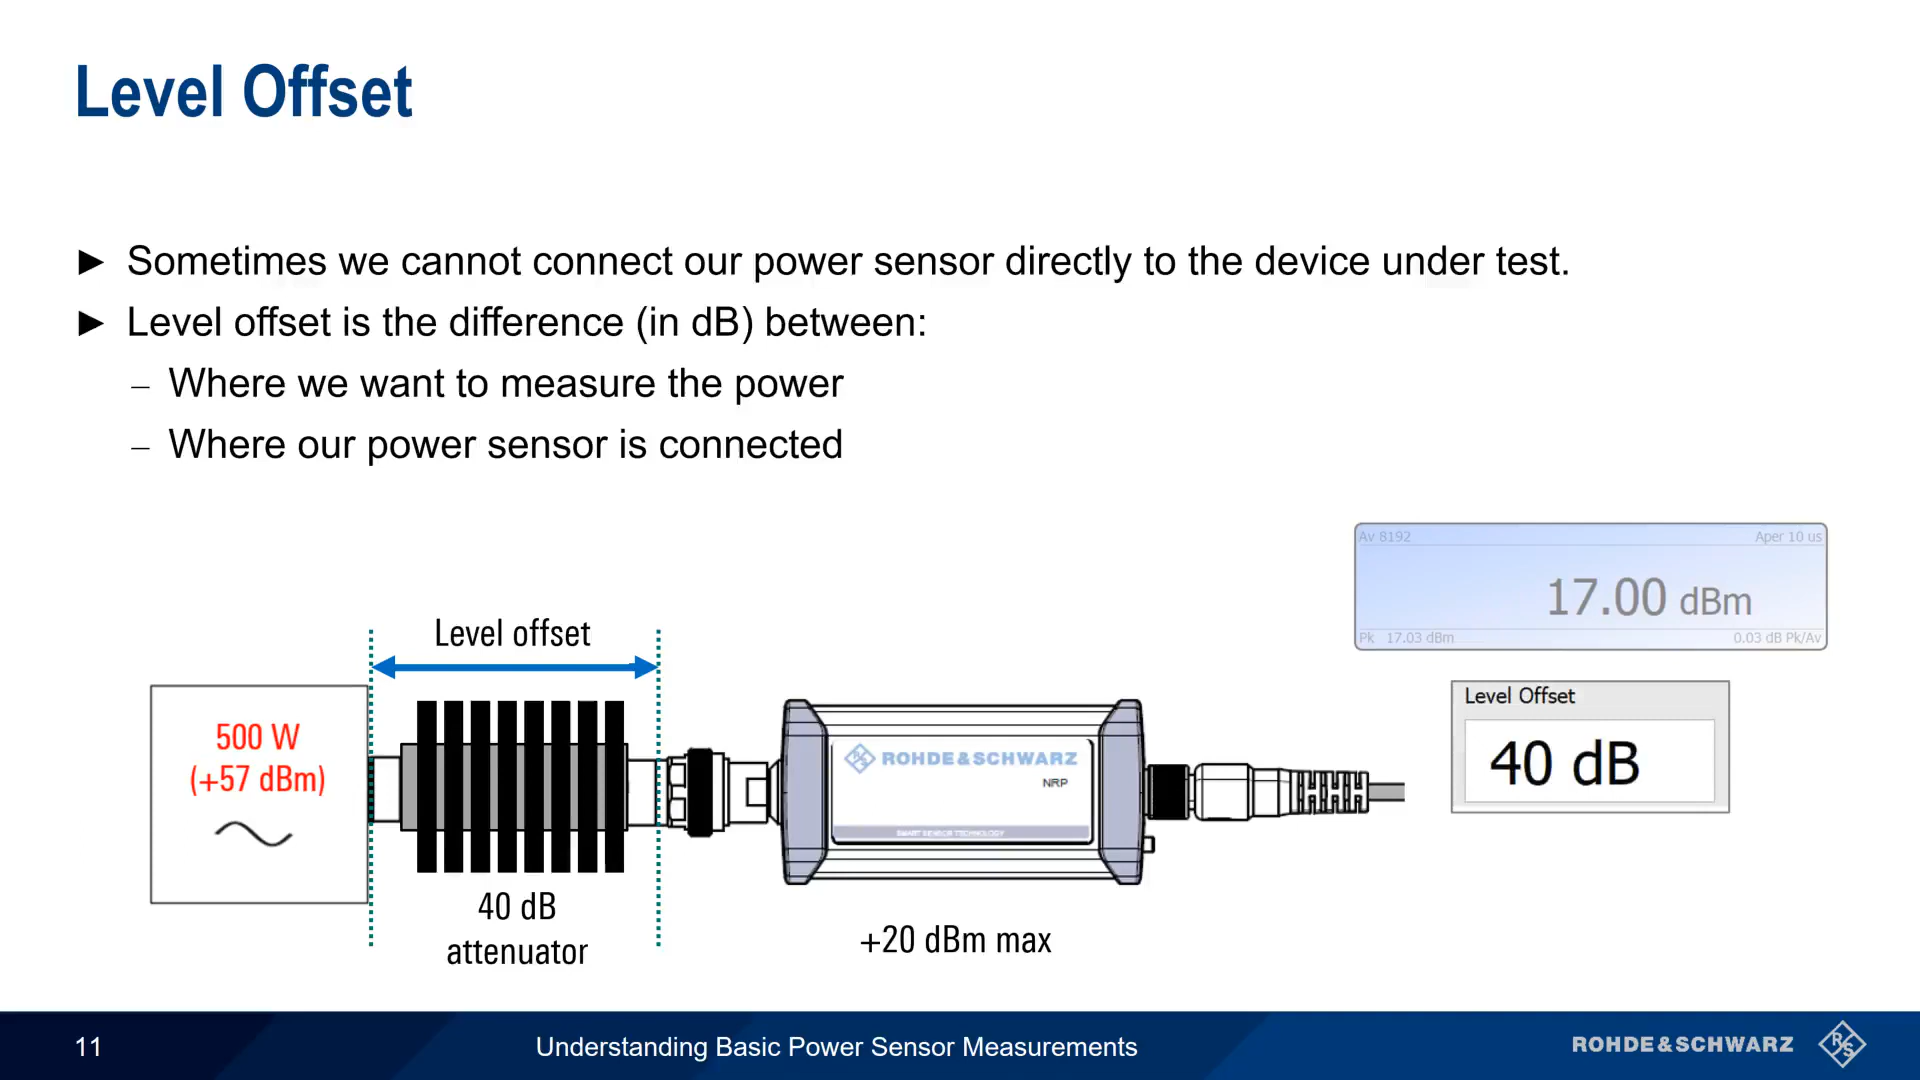 Level Offset
► Sometimes we cannot connect our power sensor directly to the device under test.
► Level offset is the difference (in dB) between:
– Where we want to measure the power
– Where our power sensor is connected
Av 8192 Aper 10 us
17.00 dBm
Pk 17.03 dBm 0.03 dB Pk/Av
Level offset
Level Offset
40 dB
500 W
(+57 dBm)
ROHDE&SCHWARZ
NRP
SMART SENSOR TECHNOLOGY
40 dB
attenuator
+20 dBm max
11 Understanding Basic Power Sensor Measurements ROHDE&SCHWARZ